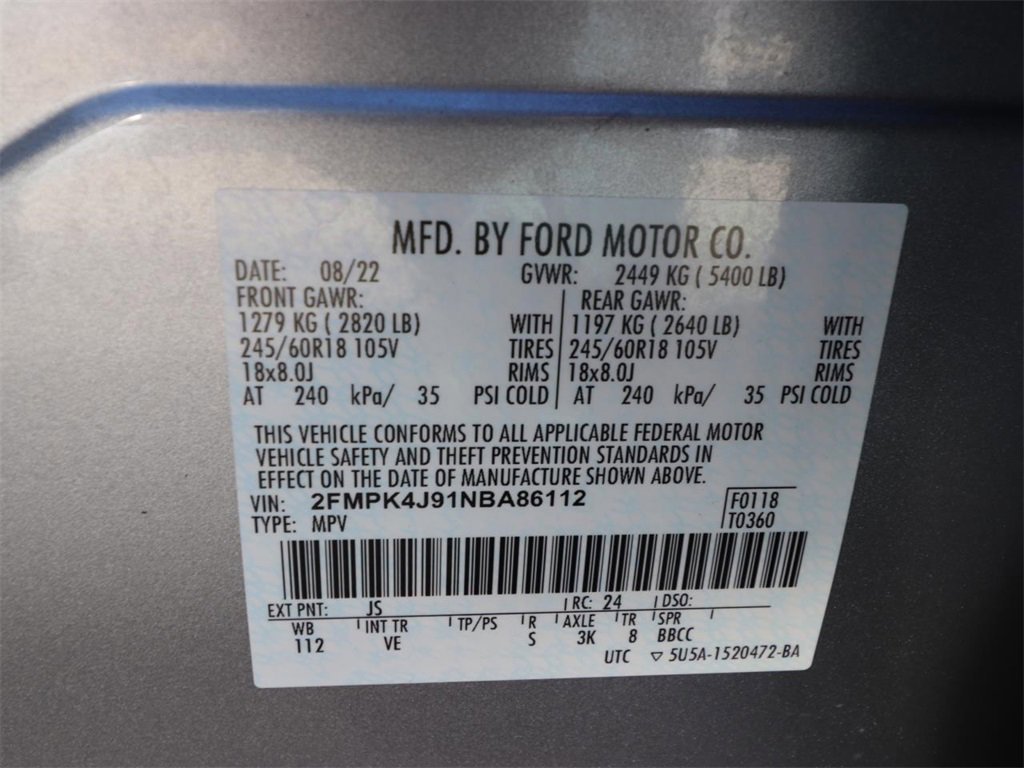 MFD. BY FORD MOTOR CO.
DATE: 08/22 GVWR: 2449 KG ( 5400 LB)
FRONT GAWR: REAR GAWR:
1279 KG ( 2820 LB) WITH 1197 KG ( 2640 LB) WITH
245/60R18 105V TIRES 245/60R18 105V TIRES
18x8.0J RIMS 18x8.0J RIMS
AT 240 kPa/ 35 PSI COLD AT 240 kPa/ 35 PSI COLD
THIS VEHICLE CONFORMS TO ALL APPLICABLE FEDERAL MOTOR
VEHICLE SAFETY AND THEFT PREVENTION STANDARDS IN
EFFECT ON THE DATE OF MANUFACTURE SHOWN ABOVE.
VIN: 2FMPK4J91NBA86112 F0118
TYPE: MPV T0360
EXT PNT: JS RC: 24 DSO:
WB INT TR TP/PS R AXLE TR SPR
112 VE S 3K 8 BBCC
UTC ▽ 5U5A-1520472-BA